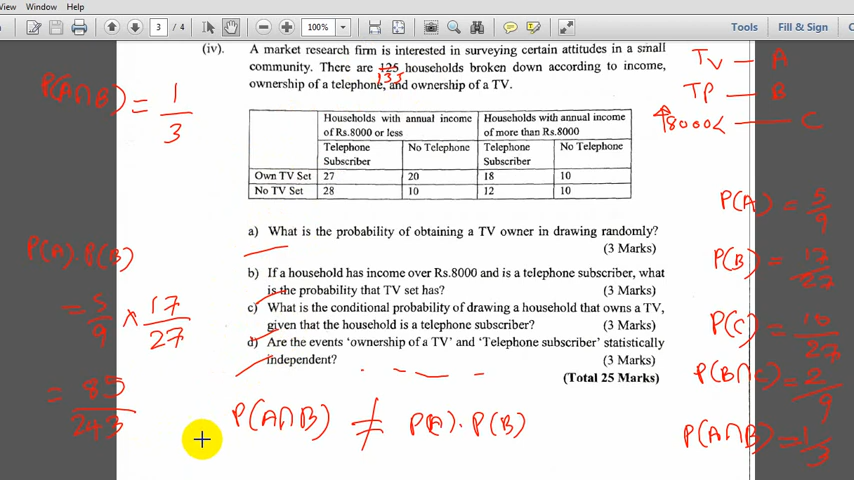 View Window Help
3 / 4 100% Tools Fill & Sign
(iv). A market research firm is interested in surveying certain attitudes in a small
community. There are 125 households broken down according to income,
135
ownership of a telephone, and ownership of a TV.
Households with annual income of Rs.8000 or less
Households with annual income of more than Rs.8000
Telephone Subscriber
No Telephone
Telephone Subscriber
No Telephone
Own TV Set 27 20 18 10
No TV Set 28 10 12 10
a) What is the probability of obtaining a TV owner in drawing randomly?
(3 Marks)
b) If a household has income over Rs.8000 and is a telephone subscriber, what
is the probability that TV set has? (3 Marks)
c) What is the conditional probability of drawing a household that owns a TV,
given that the household is a telephone subscriber? (3 Marks)
d) Are the events ‘ownership of a TV’ and ‘Telephone subscriber’ statistically
independent? (3 Marks)
(Total 25 Marks)
P(A∩B) = 1/3
P(A). P(B)
= 5/9 × 17/27
= 85/243
P(A∩B) ≠ P(A). P(B)
TV — A
TP — B
8000< — C
P(A) = 5/9
P(B) = 17/27
P(C) = 10/27
P(B∩C) = 2/9
P(A∩B) = 1/3